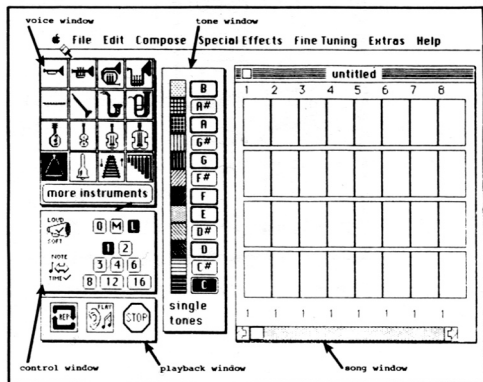 voice window
tone window
File Edit Compose Special Effects Fine Tuning Extras Help
untitled
1 2 3 4 5 6 7 8
B
A#
A
G#
G
F#
F
E
D#
D
C#
C
more instruments
LOUD
SOFT
Q M L
1 2
NOTE
TIME
3 4 6
8 12 16
single
tones
REP
PLAY
STOP
1 1 1 1 1 1 1 1
control window
playback window
song window